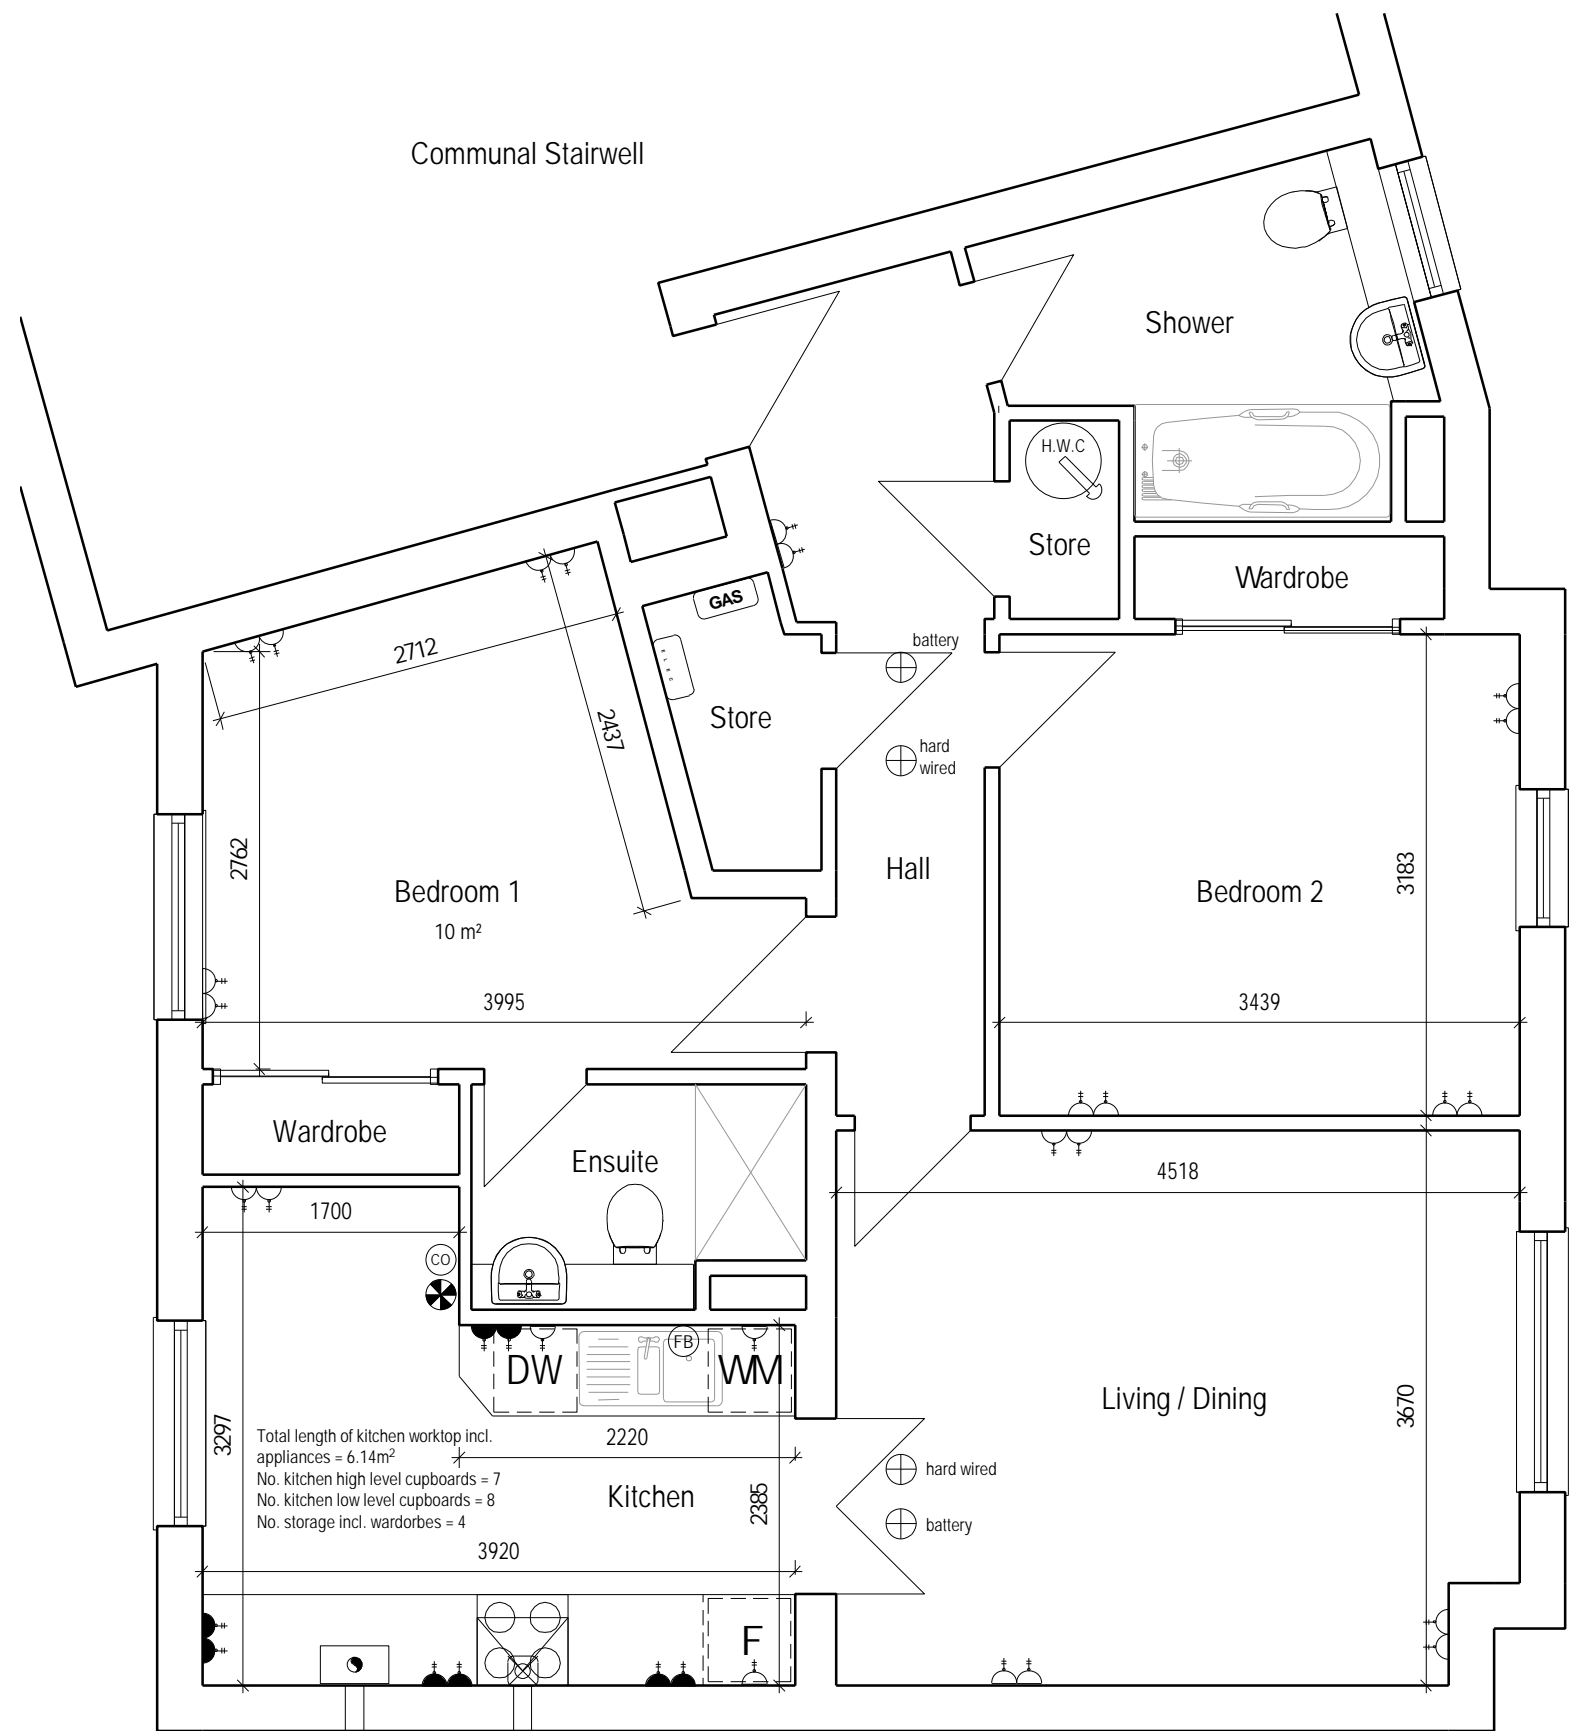 Communal Stairwell
Shower
H.W.C
Store
Wardrobe
GAS
ELEC
2712
battery
2437
Store
hard
wired
2762
Bedroom 1
10 m²
Hall
Bedroom 2
3183
3995
3439
Wardrobe
Ensuite
4518
1700
CO
FB
DW
WM
Living / Dining
3670
3297
Total length of kitchen worktop incl.
appliances = 6.14m²
No. kitchen high level cupboards = 7
No. kitchen low level cupboards = 8
No. storage incl. wardorbes = 4
2220
Kitchen
2385
hard wired
battery
3920
F